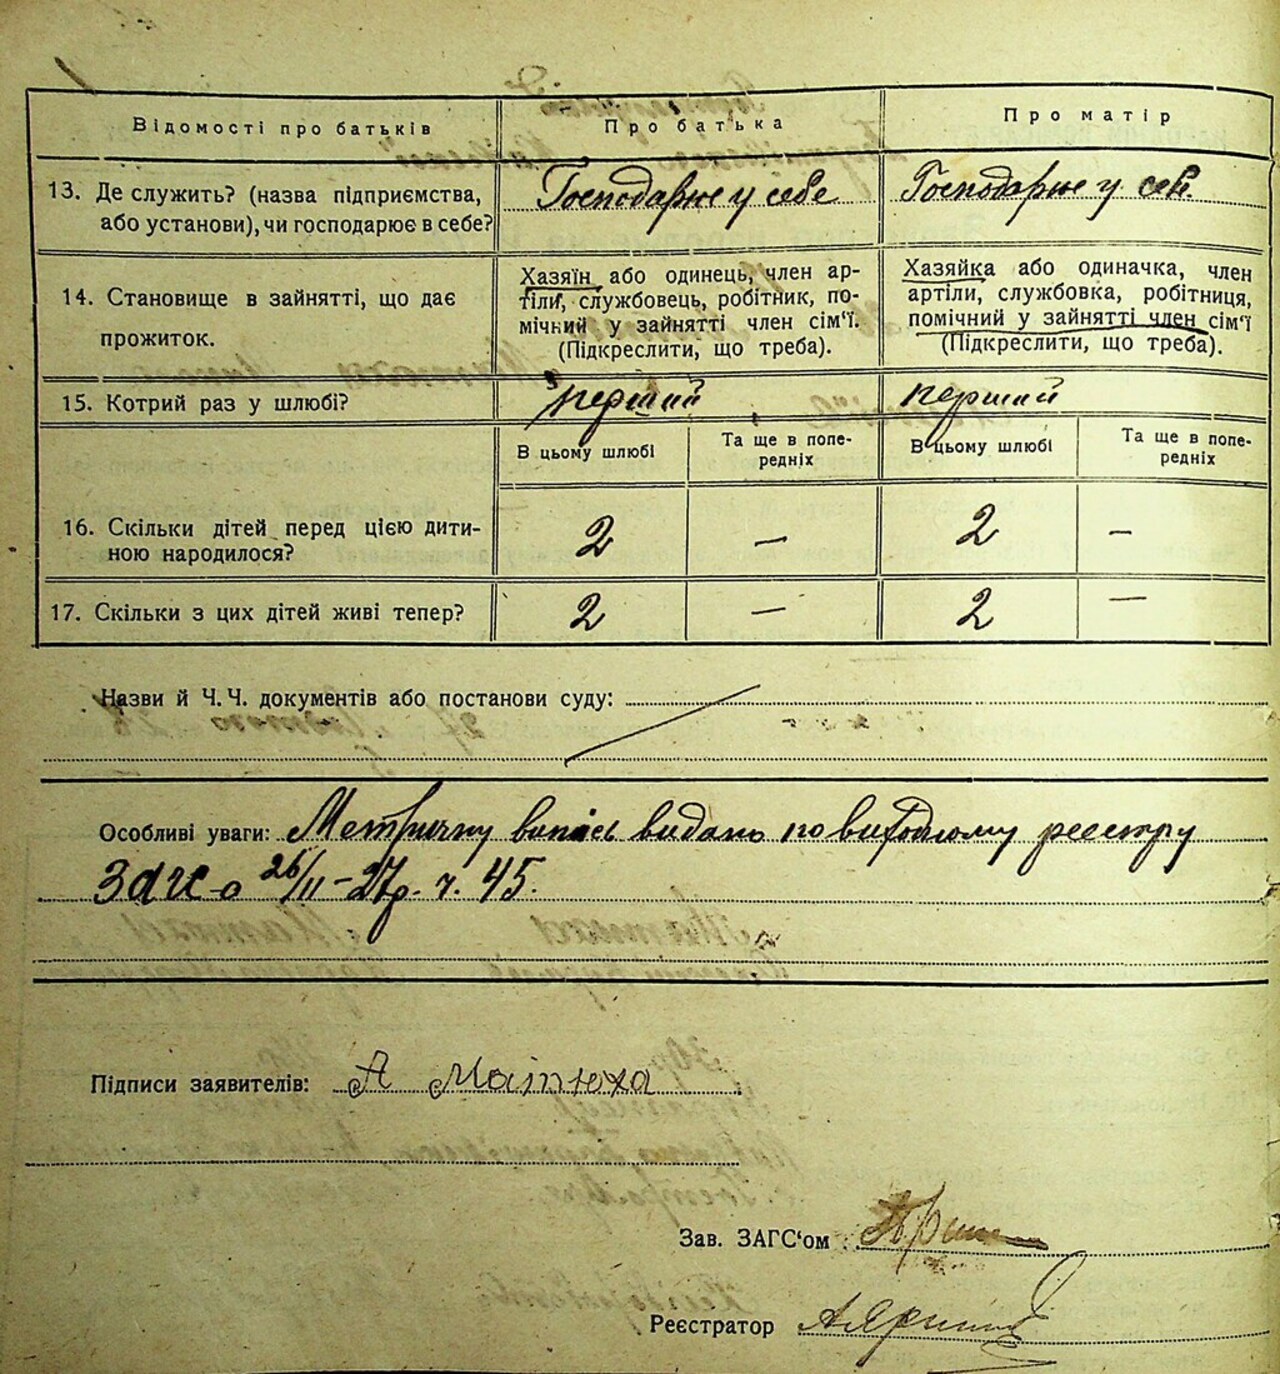 Відомості про батьків
Про батька
Про матір
13. Де служить? (назва підприємства,
або установи), чи господарює в себе?
Господарює у себе
Господарює у себе
14. Становище в зайнятті, що дає
прожиток.
Хазяїн або одинець, член ар-
тілі, службовець, робітник, по-
мічний у зайнятті член сім'ї.
(Підкреслити, що треба).
Хазяйка або одиначка, член
артіли, службовка, робітниця,
помічний у зайнятті член сім'ї
(Підкреслити, що треба).
15. Котрий раз у шлюбі?
перший
перший
В цьому шлюбі
Та ще в попе-
редніх
В цьому шлюбі
Та ще в попе-
редніх
16. Скільки дітей перед цією дити-
ною народилося?
2 — 2 —
17. Скільки з цих дітей живі тепер?
2 — 2 —
Назви й Ч. Ч. документів або постанови суду:
Особливі уваги: Метричну випись видано по вихідному реєстру
ЗАГС-а 26/II-27р. ч. 45.
Підписи заявителів: А Матюха
Зав. ЗАГС'ом
Реєстратор